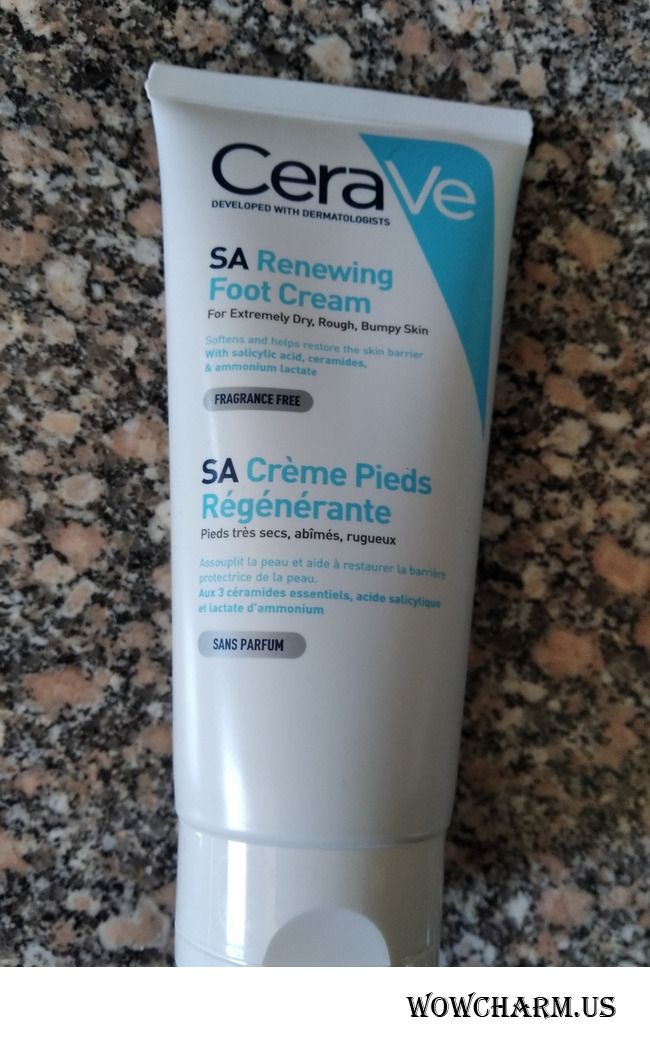 CeraVe
DEVELOPED WITH DERMATOLOGISTS
SA Renewing
Foot Cream
For Extremely Dry, Rough, Bumpy Skin
Softens and helps restore the skin barrier
With salicylic acid, ceramides,
& ammonium lactate
FRAGRANCE FREE
SA Crème Pieds
Régénérante
Pieds très secs, abîmés, rugueux
Assouplit la peau et aide à restaurer la barrière
protectrice de la peau.
Aux 3 céramides essentiels, acide salicylique
et lactate d'ammonium
SANS PARFUM
WOWCHARM.US